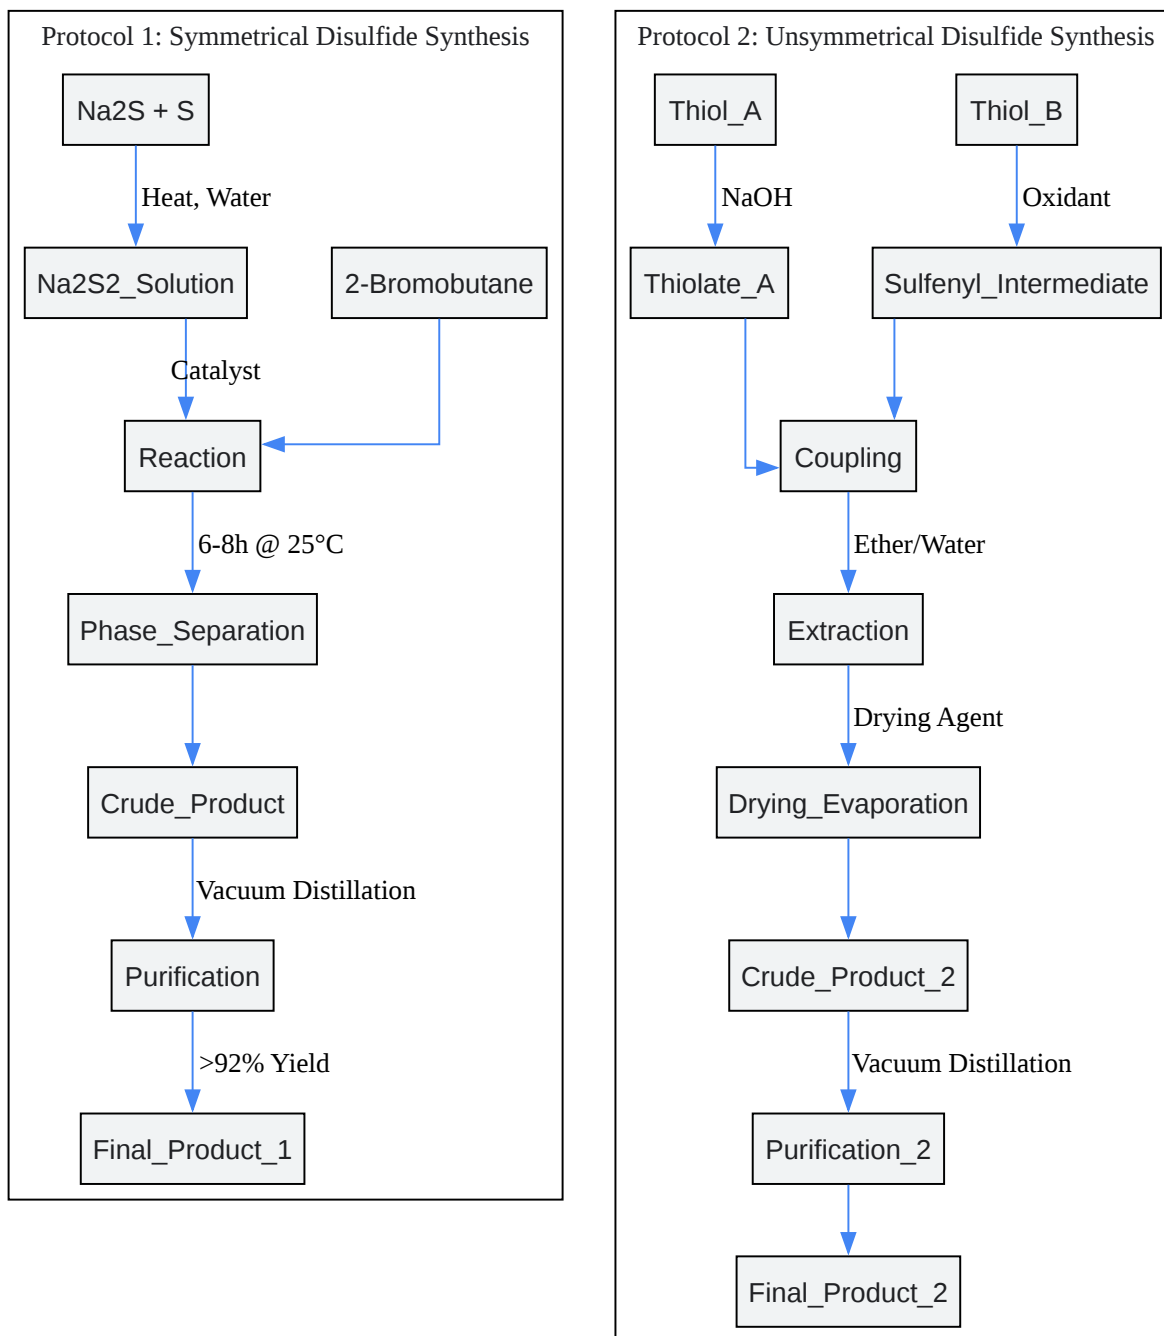 Protocol 1: Symmetrical Disulfide Synthesis
Na2S + S
Heat, Water
Na2S2_Solution
2-Bromobutane
Catalyst
Reaction
6-8h @ 25°C
Phase_Separation
Crude_Product
Vacuum Distillation
Purification
>92% Yield
Final_Product_1
Protocol 2: Unsymmetrical Disulfide Synthesis
Thiol_A
Thiol_B
NaOH
Oxidant
Thiolate_A
Sulfenyl_Intermediate
Coupling
Ether/Water
Extraction
Drying Agent
Drying_Evaporation
Crude_Product_2
Vacuum Distillation
Purification_2
Final_Product_2